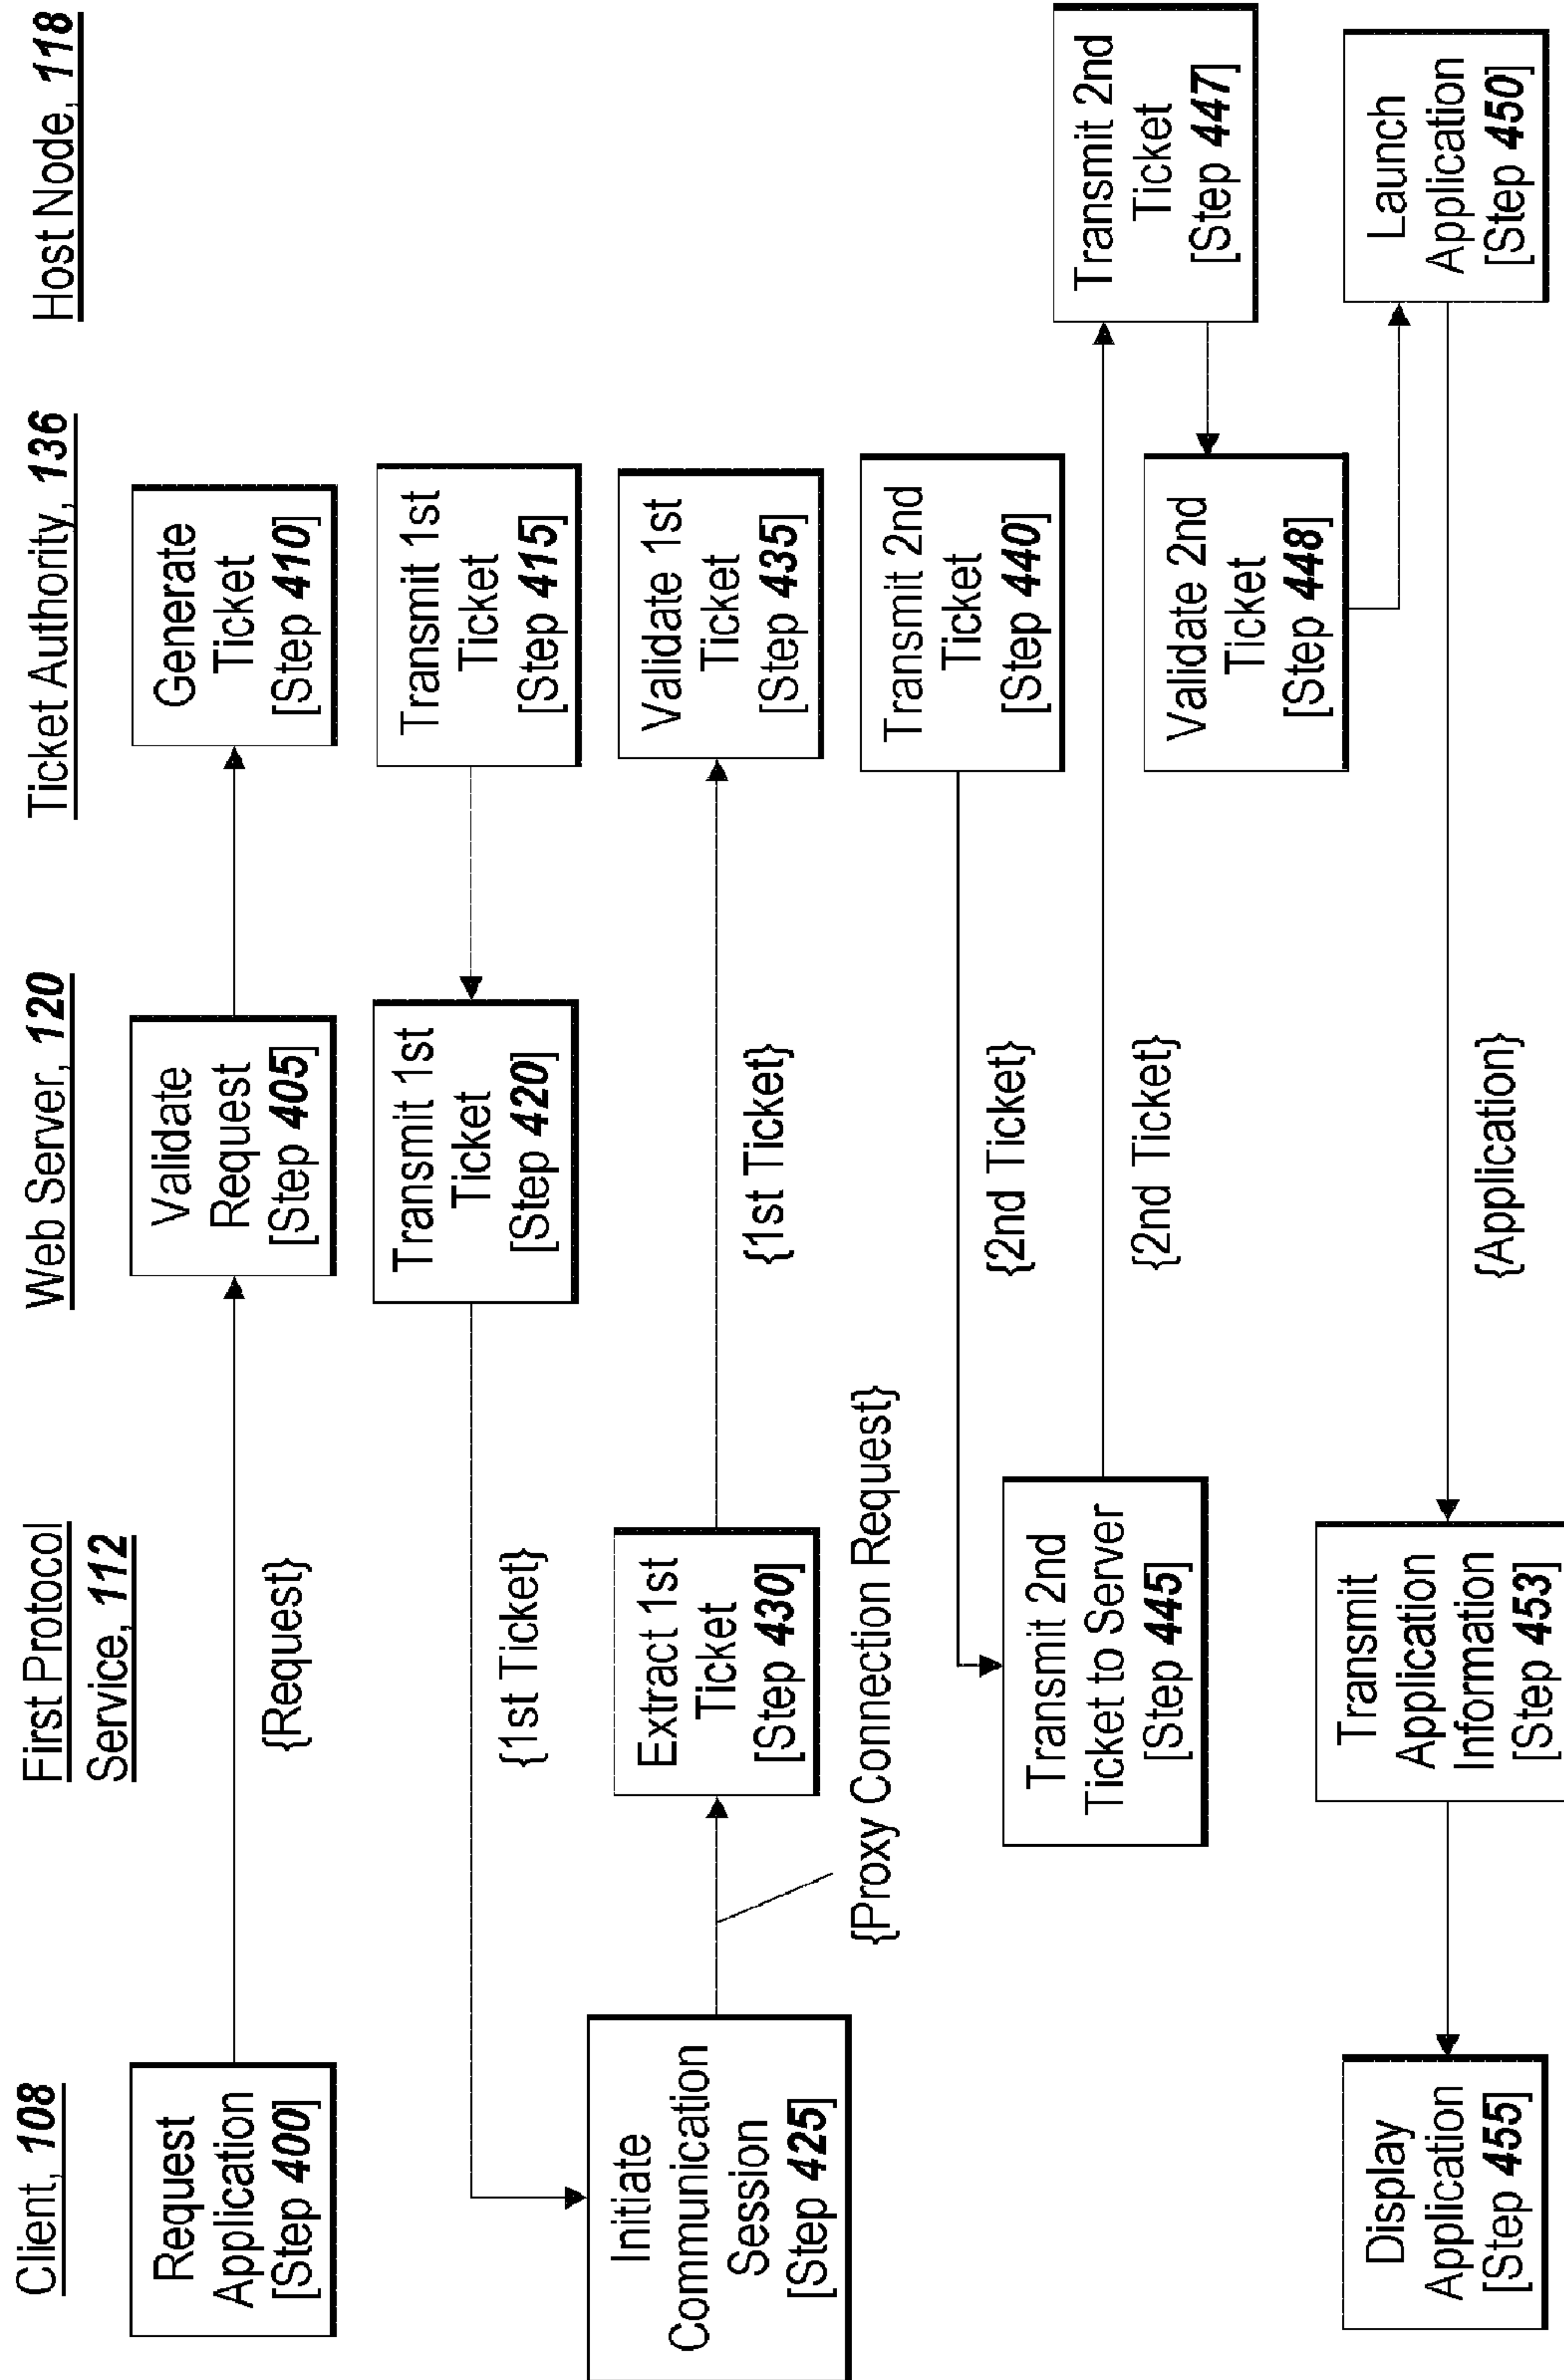 Client, 108
First Protocol
Service, 112
Web Server, 120
Ticket Authority, 136
Host Node, 118
Request
Application
[Step 400]
{Request}
Validate
Request
[Step 405]
Generate
Ticket
[Step 410]
Transmit 1st
Ticket
[Step 415]
Transmit 1st
Ticket
[Step 420]
{1st Ticket}
Initiate
Communication
Session
[Step 425]
{Proxy Connection Request}
Extract 1st
Ticket
[Step 430]
{1st Ticket}
Validate 1st
Ticket
[Step 435]
Transmit 2nd
Ticket
[Step 440]
{2nd Ticket}
Transmit 2nd
Ticket to Server
[Step 445]
{2nd Ticket}
Transmit 2nd
Ticket
[Step 447]
Validate 2nd
Ticket
[Step 448]
Launch
Application
[Step 450]
{Application}
Transmit
Application
Information
[Step 453]
Display
Application
[Step 455]